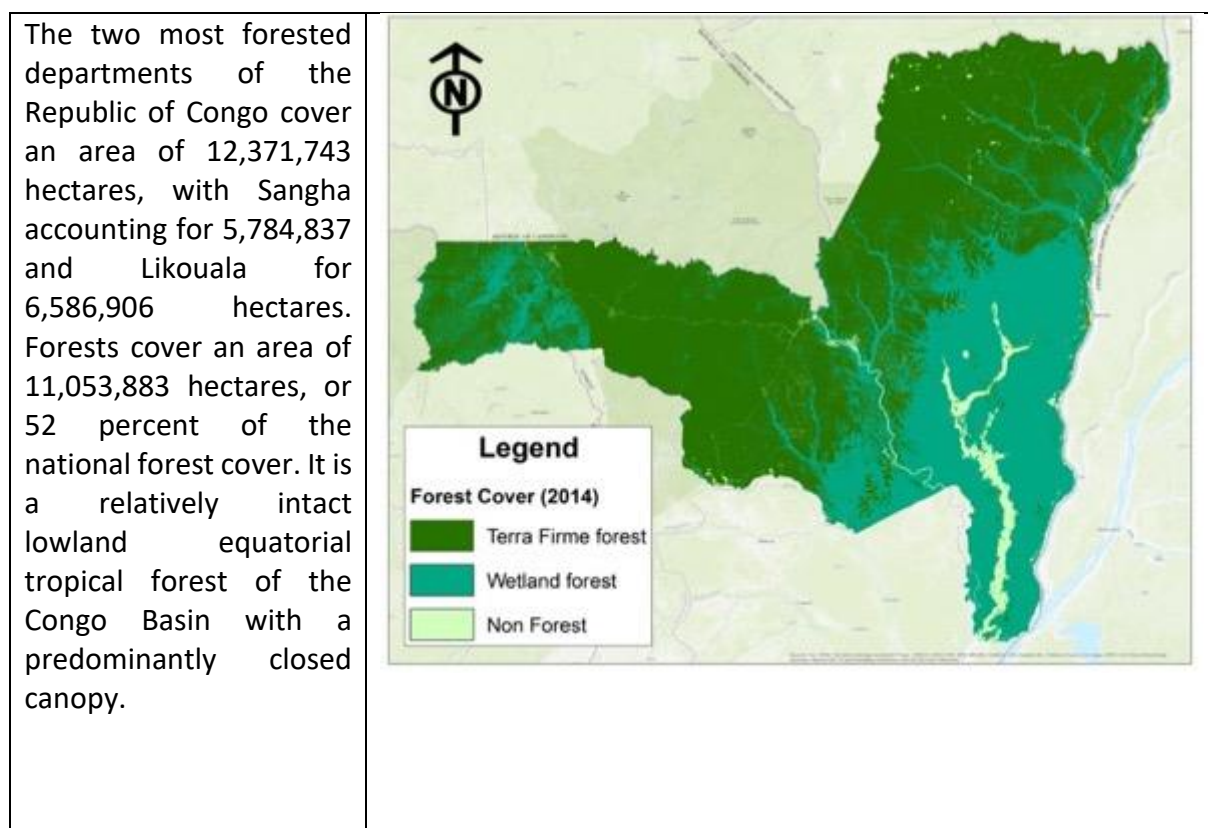 The two most forested
departments of the
Republic of Congo cover
an area of 12,371,743
hectares, with Sangha
accounting for 5,784,837
and Likouala for
6,586,906 hectares.
Forests cover an area of
11,053,883 hectares, or
52 percent of the
national forest cover. It is
a relatively intact
lowland equatorial
tropical forest of the
Congo Basin with a
predominantly closed
canopy.
N
Legend
Forest Cover (2014)
Terra Firme forest
Wetland forest
Non Forest